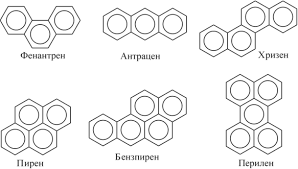 Фенантрен Антрацен Хризен
Пирен Бензпирен Перилен